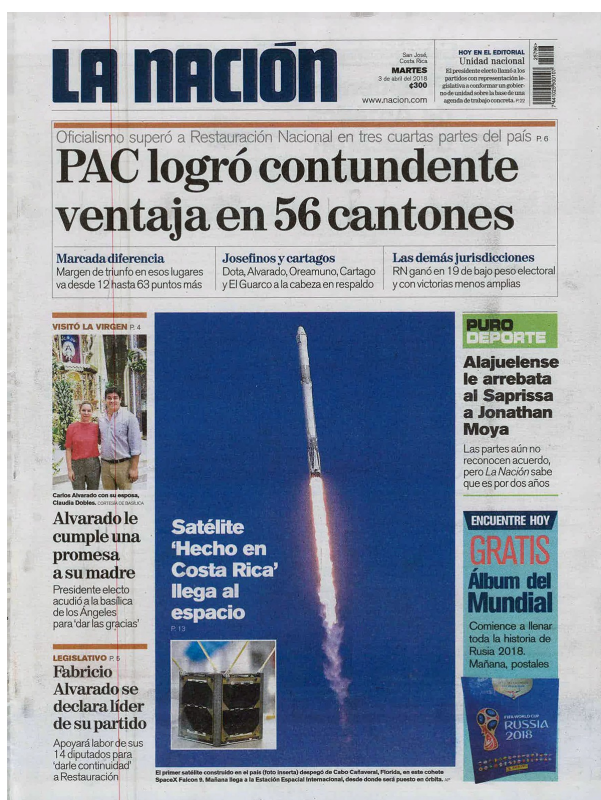 LA NACIÓN
San José,
Costa Rica
MARTES
3 de abril del 2018
¢300
www.nacion.com
HOY EN EL EDITORIAL
Unidad nacional
El presidente electo llamó a los
partidos con representación le-
gislativa a conformar un gobier-
no de unidad sobre la base de una
agenda de trabajo concreta. P. 22
Oficialismo superó a Restauración Nacional en tres cuartas partes del país P. 6
PAC logró contundente
ventaja en 56 cantones
Marcada diferencia
Margen de triunfo en esos lugares
va desde 12 hasta 63 puntos más
Josefinos y cartagos
Dota, Alvarado, Oreamuno, Cartago
y El Guarco a la cabeza en respaldo
Las demás jurisdicciones
RN ganó en 19 de bajo peso electoral
y con victorias menos amplias
VISITÓ LA VIRGEN P. 4
Carlos Alvarado con su esposa,
Claudia Dobles. CORTESÍA DE BASÍLICA
Alvarado le
cumple una
promesa
a su madre
Presidente electo
acudió a la basílica
de los Ángeles
para ‘dar las gracias’
LEGISLATIVO P. 5
Fabricio
Alvarado se
declara líder
de su partido
Apoyará labor de sus
14 diputados para
‘darle continuidad’
a Restauración
Satélite
‘Hecho en
Costa Rica’
llega al
espacio
P. 13
El primer satélite construido en el país (foto inserta) despegó de Cabo Cañaveral, Florida, en este cohete
SpaceX Falcon 9. Mañana llega a la Estación Espacial Internacional, desde donde será puesto en órbita.
PURO
DEPORTE
Alajuelense
le arrebata
al Saprissa
a Jonathan
Moya
Las partes aún no
reconocen acuerdo,
pero La Nación sabe
que es por dos años
ENCUENTRE HOY
GRATIS
Álbum del
Mundial
Comience a llenar
toda la historia de
Rusia 2018.
Mañana, postales
FIFA WORLD CUP
RUSSIA
2018